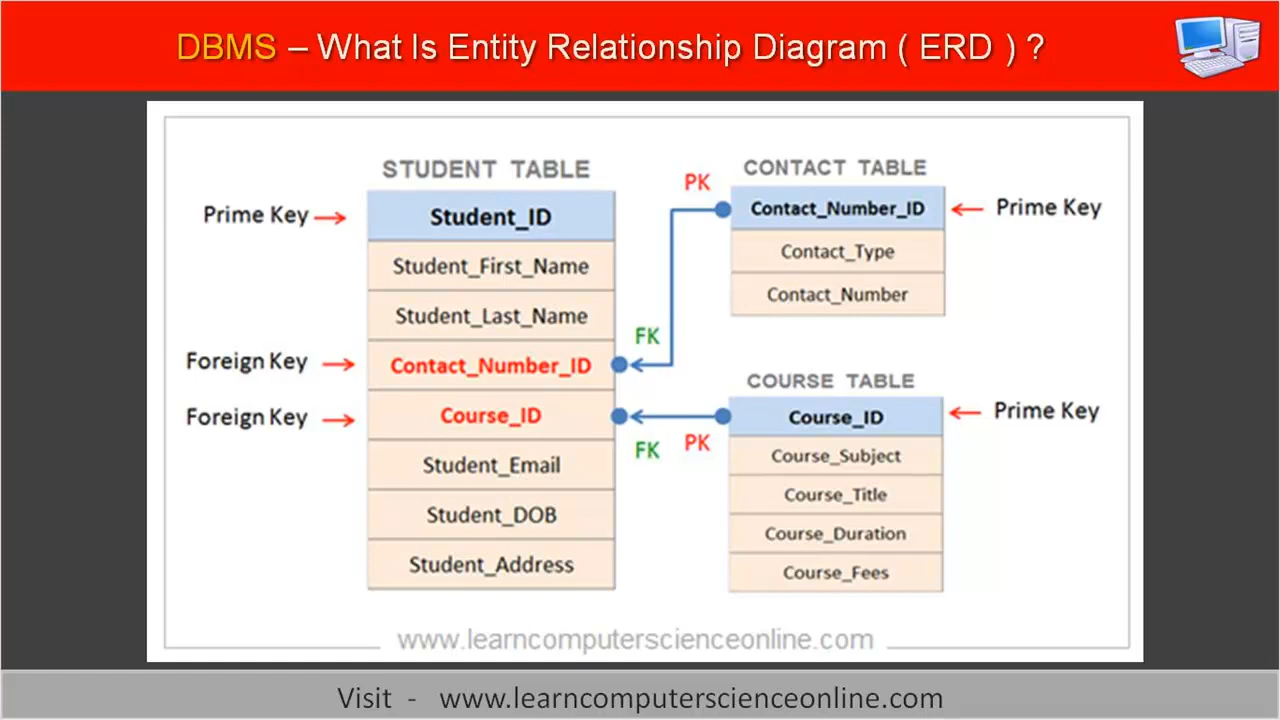 DBMS – What Is Entity Relationship Diagram ( ERD ) ?
STUDENT TABLE
Prime Key
Student_ID
Student_First_Name
Student_Last_Name
Foreign Key
Contact_Number_ID
Foreign Key
Course_ID
Student_Email
Student_DOB
Student_Address
PK
FK
FK
PK
CONTACT TABLE
Contact_Number_ID
Prime Key
Contact_Type
Contact_Number
COURSE TABLE
Course_ID
Prime Key
Course_Subject
Course_Title
Course_Duration
Course_Fees
www.learncomputerscienceonline.com
Visit - www.learncomputerscienceonline.com